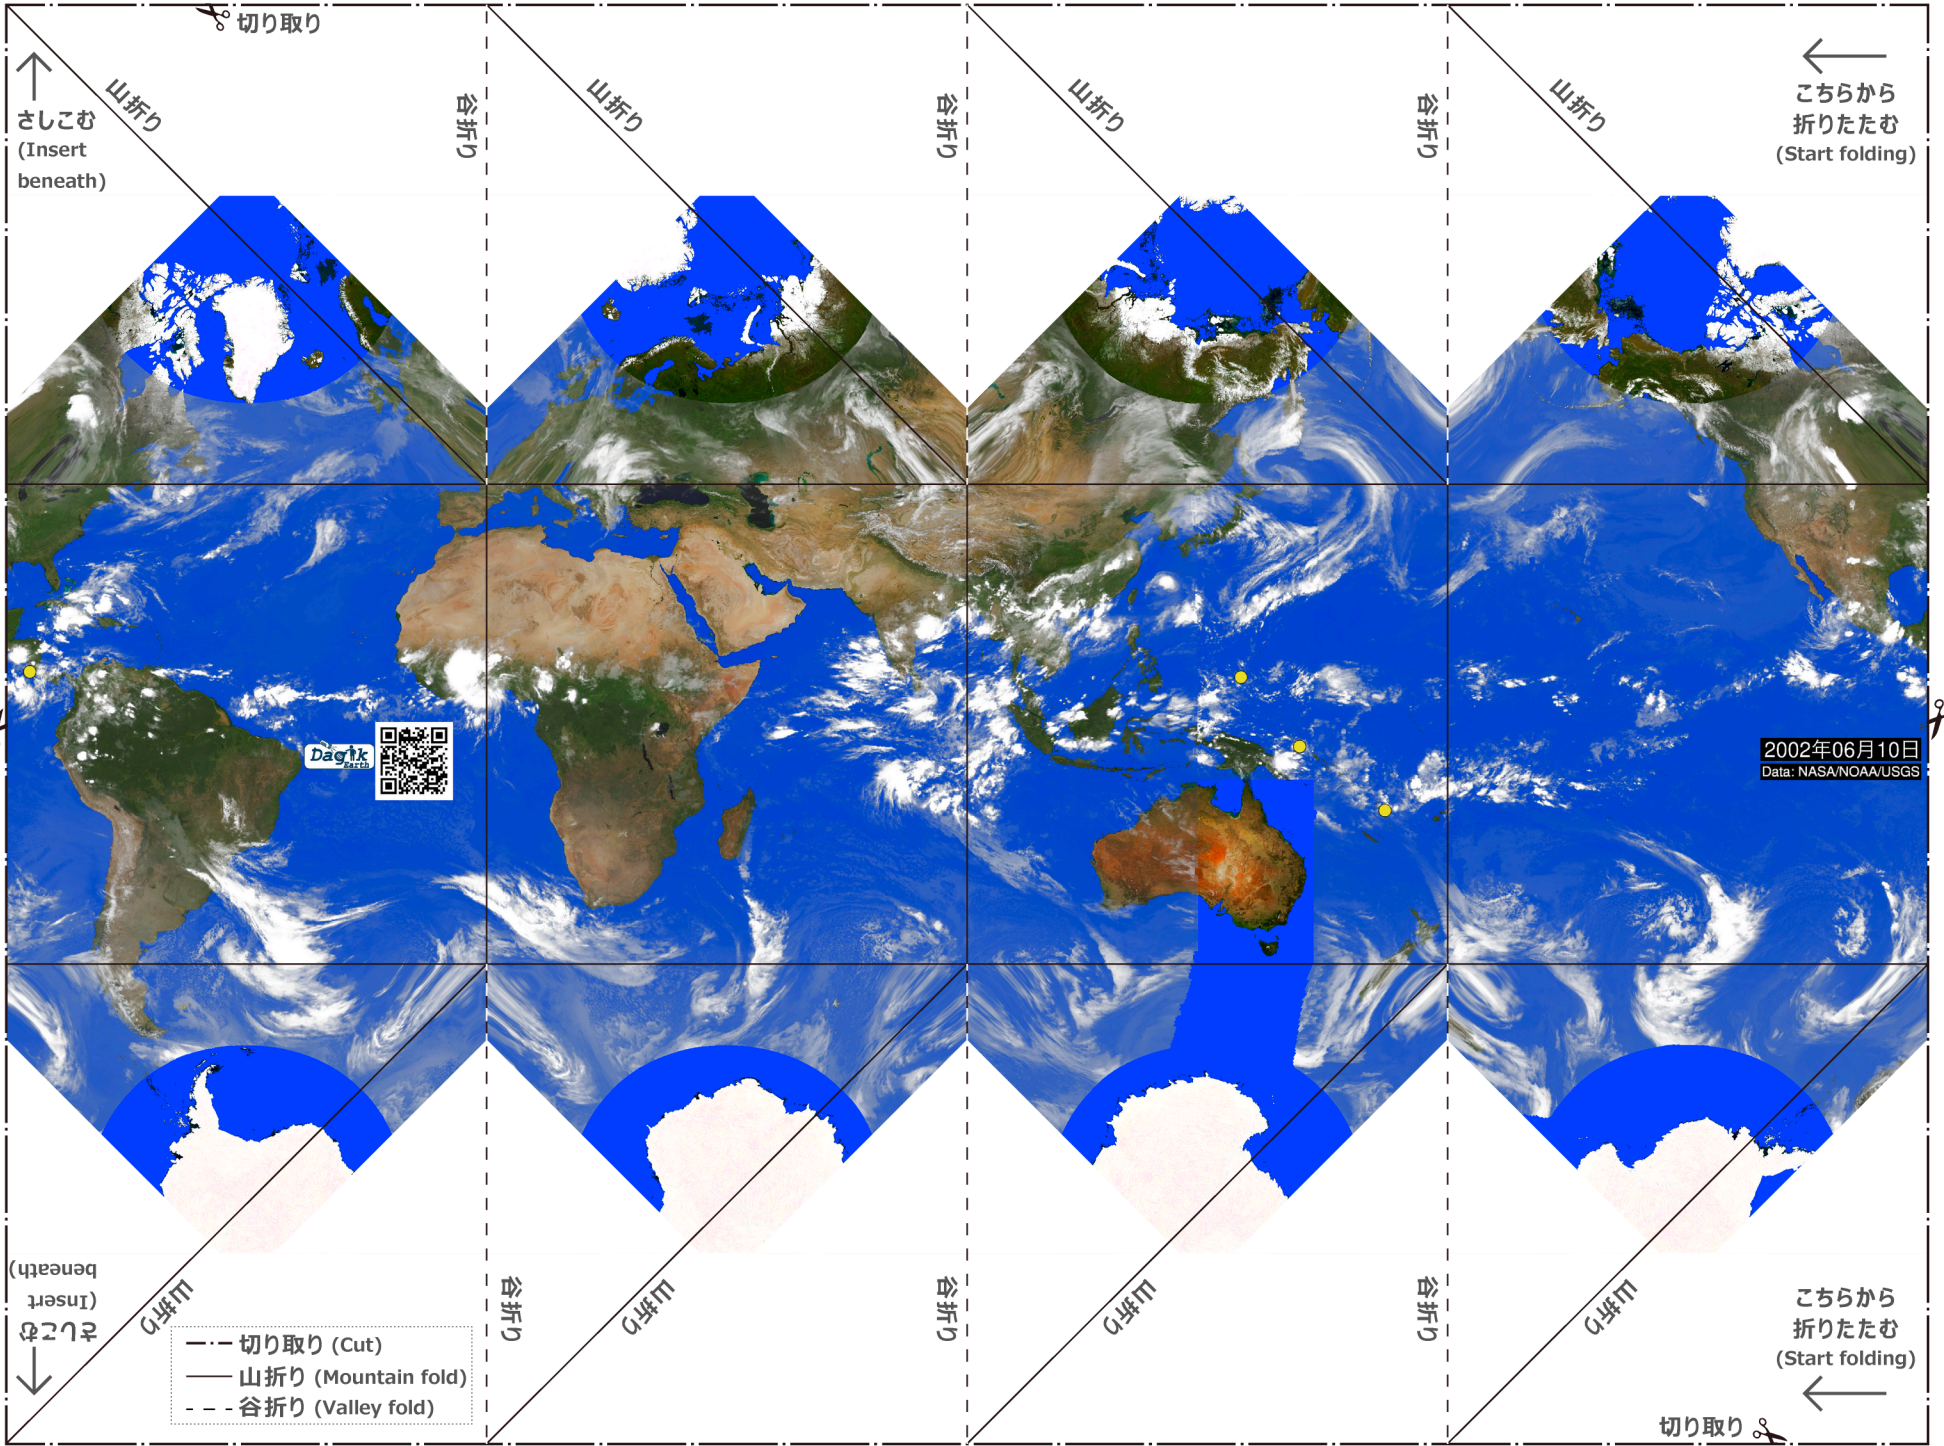 切り取り
山折り
谷折り
山折り
谷折り
山折り
谷折り
山折り
さしこむ
(Insert
beneath)
こちらから
折りたたむ
(Start folding)
Dagik
Earth
2002年06月10日
Data: NASA/NOAA/USGS
さしこむ
(Insert
beneath)
山折り
谷折り
山折り
谷折り
山折り
谷折り
山折り
こちらから
折りたたむ
(Start folding)
切り取り (Cut)
山折り (Mountain fold)
谷折り (Valley fold)
切り取り